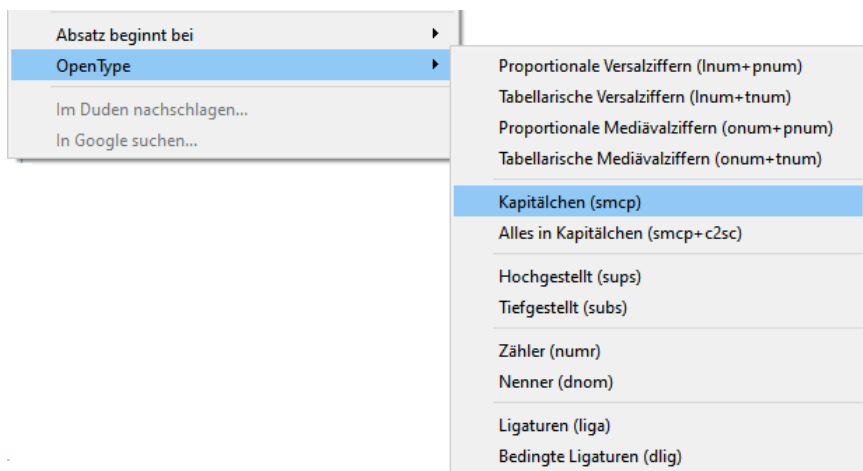 Absatz beginnt bei
OpenType
Im Duden nachschlagen...
In Google suchen...
Proportionale Versalziffern (lnum+pnum)
Tabellarische Versalziffern (lnum+tnum)
Proportionale Mediävalziffern (onum+pnum)
Tabellarische Mediävalziffern (onum+tnum)
Kapitälchen (smcp)
Alles in Kapitälchen (smcp+c2sc)
Hochgestellt (sups)
Tiefgestellt (subs)
Zähler (numr)
Nenner (dnom)
Ligaturen (liga)
Bedingte Ligaturen (dlig)